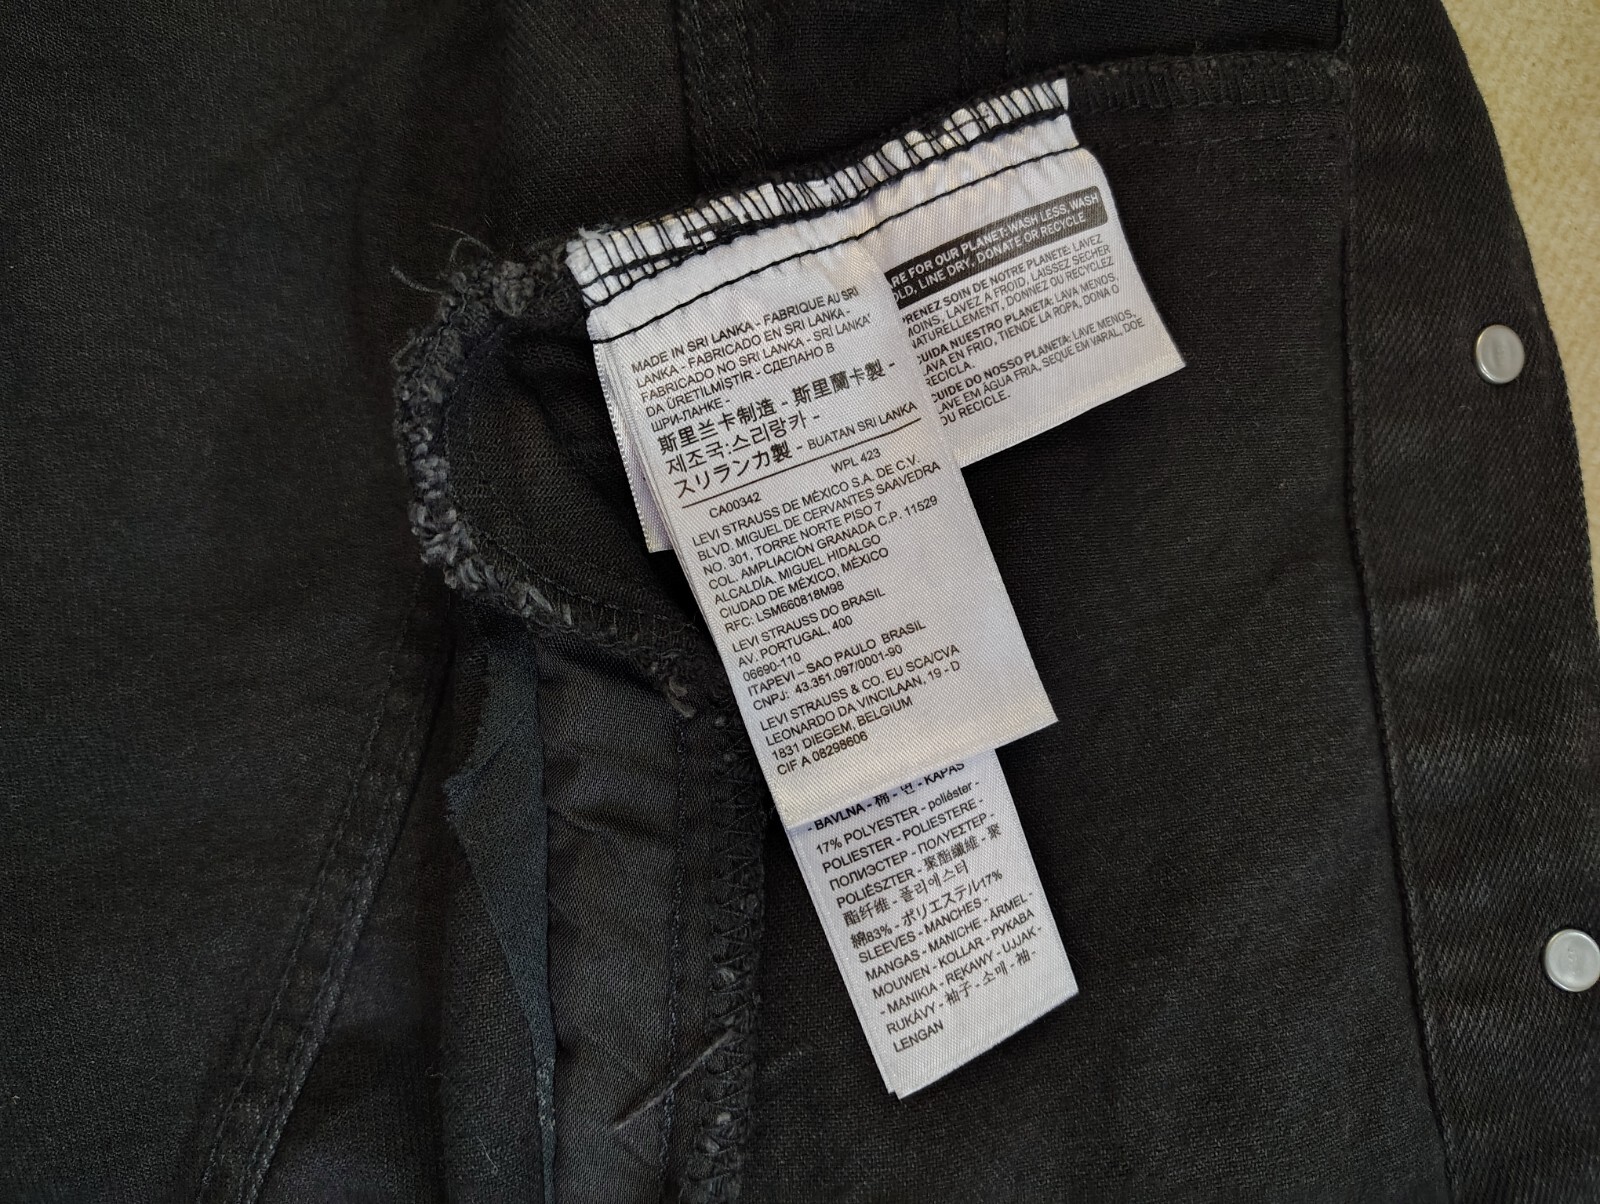 MADE IN SRI LANKA - FABRIQUE AU SRI
LANKA - FABRICADO EN SRI LANKA -
FABRICADO NO SRI LANKA - SRI LANKA'
DA ÜRETİLMİŞTİR - СДЕЛАНО В
ШРИ-ЛАНКЕ -
斯里兰卡制造 - 斯里蘭卡製 -
제조국:스리랑카 -
スリランカ製 - BUATAN SRI LANKA
CA00342 WPL 423
LEVI STRAUSS DE MÉXICO S.A. DE C.V.
BLVD. MIGUEL DE CERVANTES SAAVEDRA
NO. 301, TORRE NORTE PISO 7
COL. AMPLIACIÓN GRANADA C.P. 11529
ALCALDÍA. MIGUEL HIDALGO
CIUDAD DE MÉXICO, MÉXICO
RFC: LSM660818M98
LEVI STRAUSS DO BRASIL
AV. PORTUGAL, 400
06690-110
ITAPEVI – SAO PAULO BRASIL
CNPJ: 43.351.097/0001-90
LEVI STRAUSS & CO. EU SCA/CVA
LEONARDO DA VINCILAAN, 19 - D
1831 DIEGEM, BELGIUM
CIF A 08298606
RE FOR OUR PLANET: WASH LESS, WASH
OLD, LINE DRY, DONATE OR RECYCLE
PRENEZ SOIN DE NOTRE PLANETE: LAVEZ
MOINS, LAVEZ A FROID, LAISSEZ SECHER
NATURELLEMENT, DONNEZ OU RECYCLEZ
CUIDA NUESTRO PLANETA: LAVA MENOS,
LAVA EN FRIO, TIENDE LA ROPA, DONA O
RECICLA.
CUIDE DO NOSSO PLANETA: LAVE MENOS,
LAVE EM ÁGUA FRIA, SEQUE EM VARAL, DOE
OU RECICLE.
- BAVLNA - 棉 - 면 - KAPAS
17% POLYESTER - poliéster -
POLIESTER - POLIESTERE -
ПОЛИЭСТЕР - ΠΟΛΥΕΣΤΕΡ -
POLIÉSZTER - 聚酯纖維 - 聚
酯纤维 - 폴리에스터
綿83% - ポリエステル17%
SLEEVES - MANCHES -
MANGAS - MANICHE - ÄRMEL -
MOUWEN - KOLLAR - РУКАВА
- ΜΑΝΙΚΙΑ - RĘKAWY - UJJAK -
RUKÁVY - 袖子 - 소매 - 袖 -
LENGAN